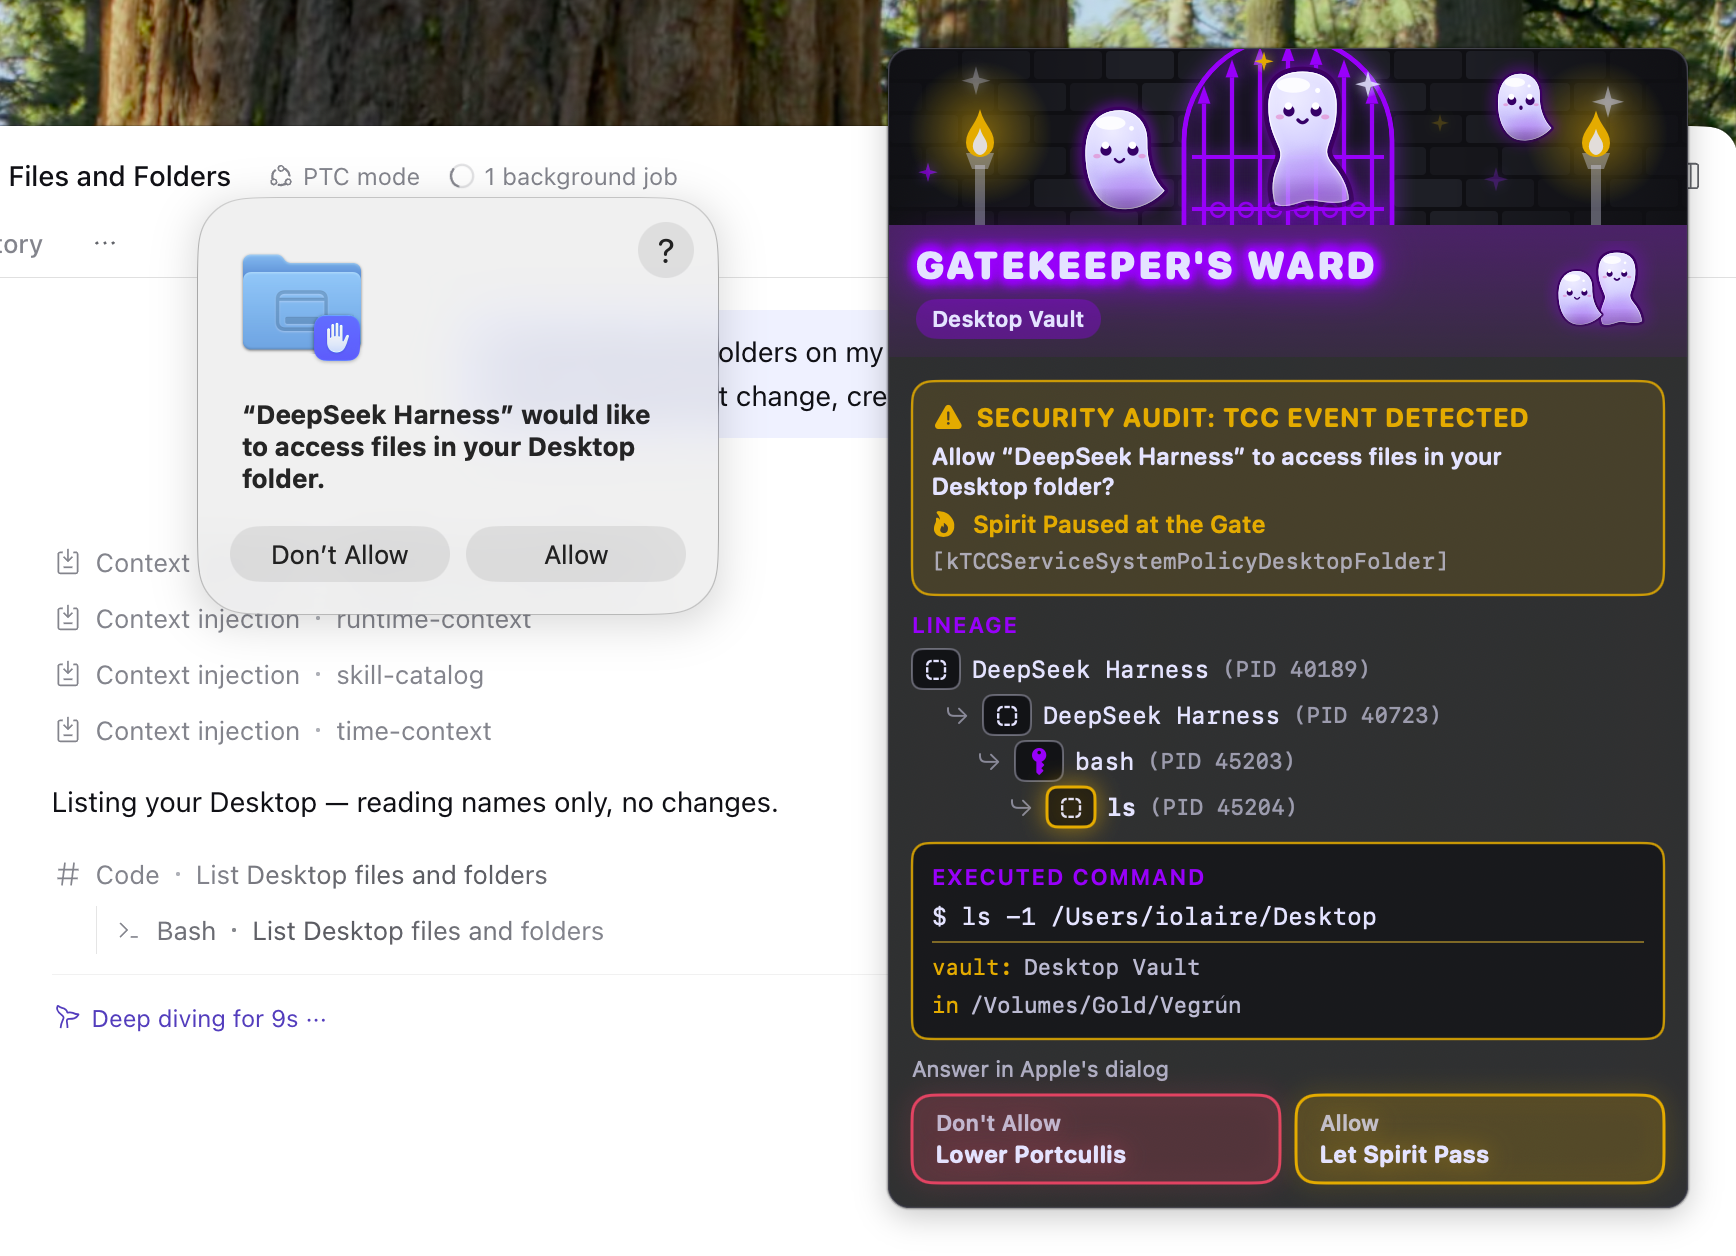 Files and Folders
PTC mode
1 background job
tory
...
?
“DeepSeek Harness” would like
to access files in your Desktop
folder.
Don’t Allow
Allow
olders on my
t change, cre
Context
Context injection · runtime-context
Context injection · skill-catalog
Context injection · time-context
Listing your Desktop — reading names only, no changes.
# Code · List Desktop files and folders
>_ Bash · List Desktop files and folders
Deep diving for 9s ...
GATEKEEPER'S WARD
Desktop Vault
SECURITY AUDIT: TCC EVENT DETECTED
Allow “DeepSeek Harness” to access files in your
Desktop folder?
Spirit Paused at the Gate
[kTCCServiceSystemPolicyDesktopFolder]
LINEAGE
DeepSeek Harness (PID 40189)
DeepSeek Harness (PID 40723)
bash (PID 45203)
ls (PID 45204)
EXECUTED COMMAND
$ ls -1 /Users/iolaire/Desktop
vault: Desktop Vault
in /Volumes/Gold/Vegrún
Answer in Apple's dialog
Don't Allow
Lower Portcullis
Allow
Let Spirit Pass